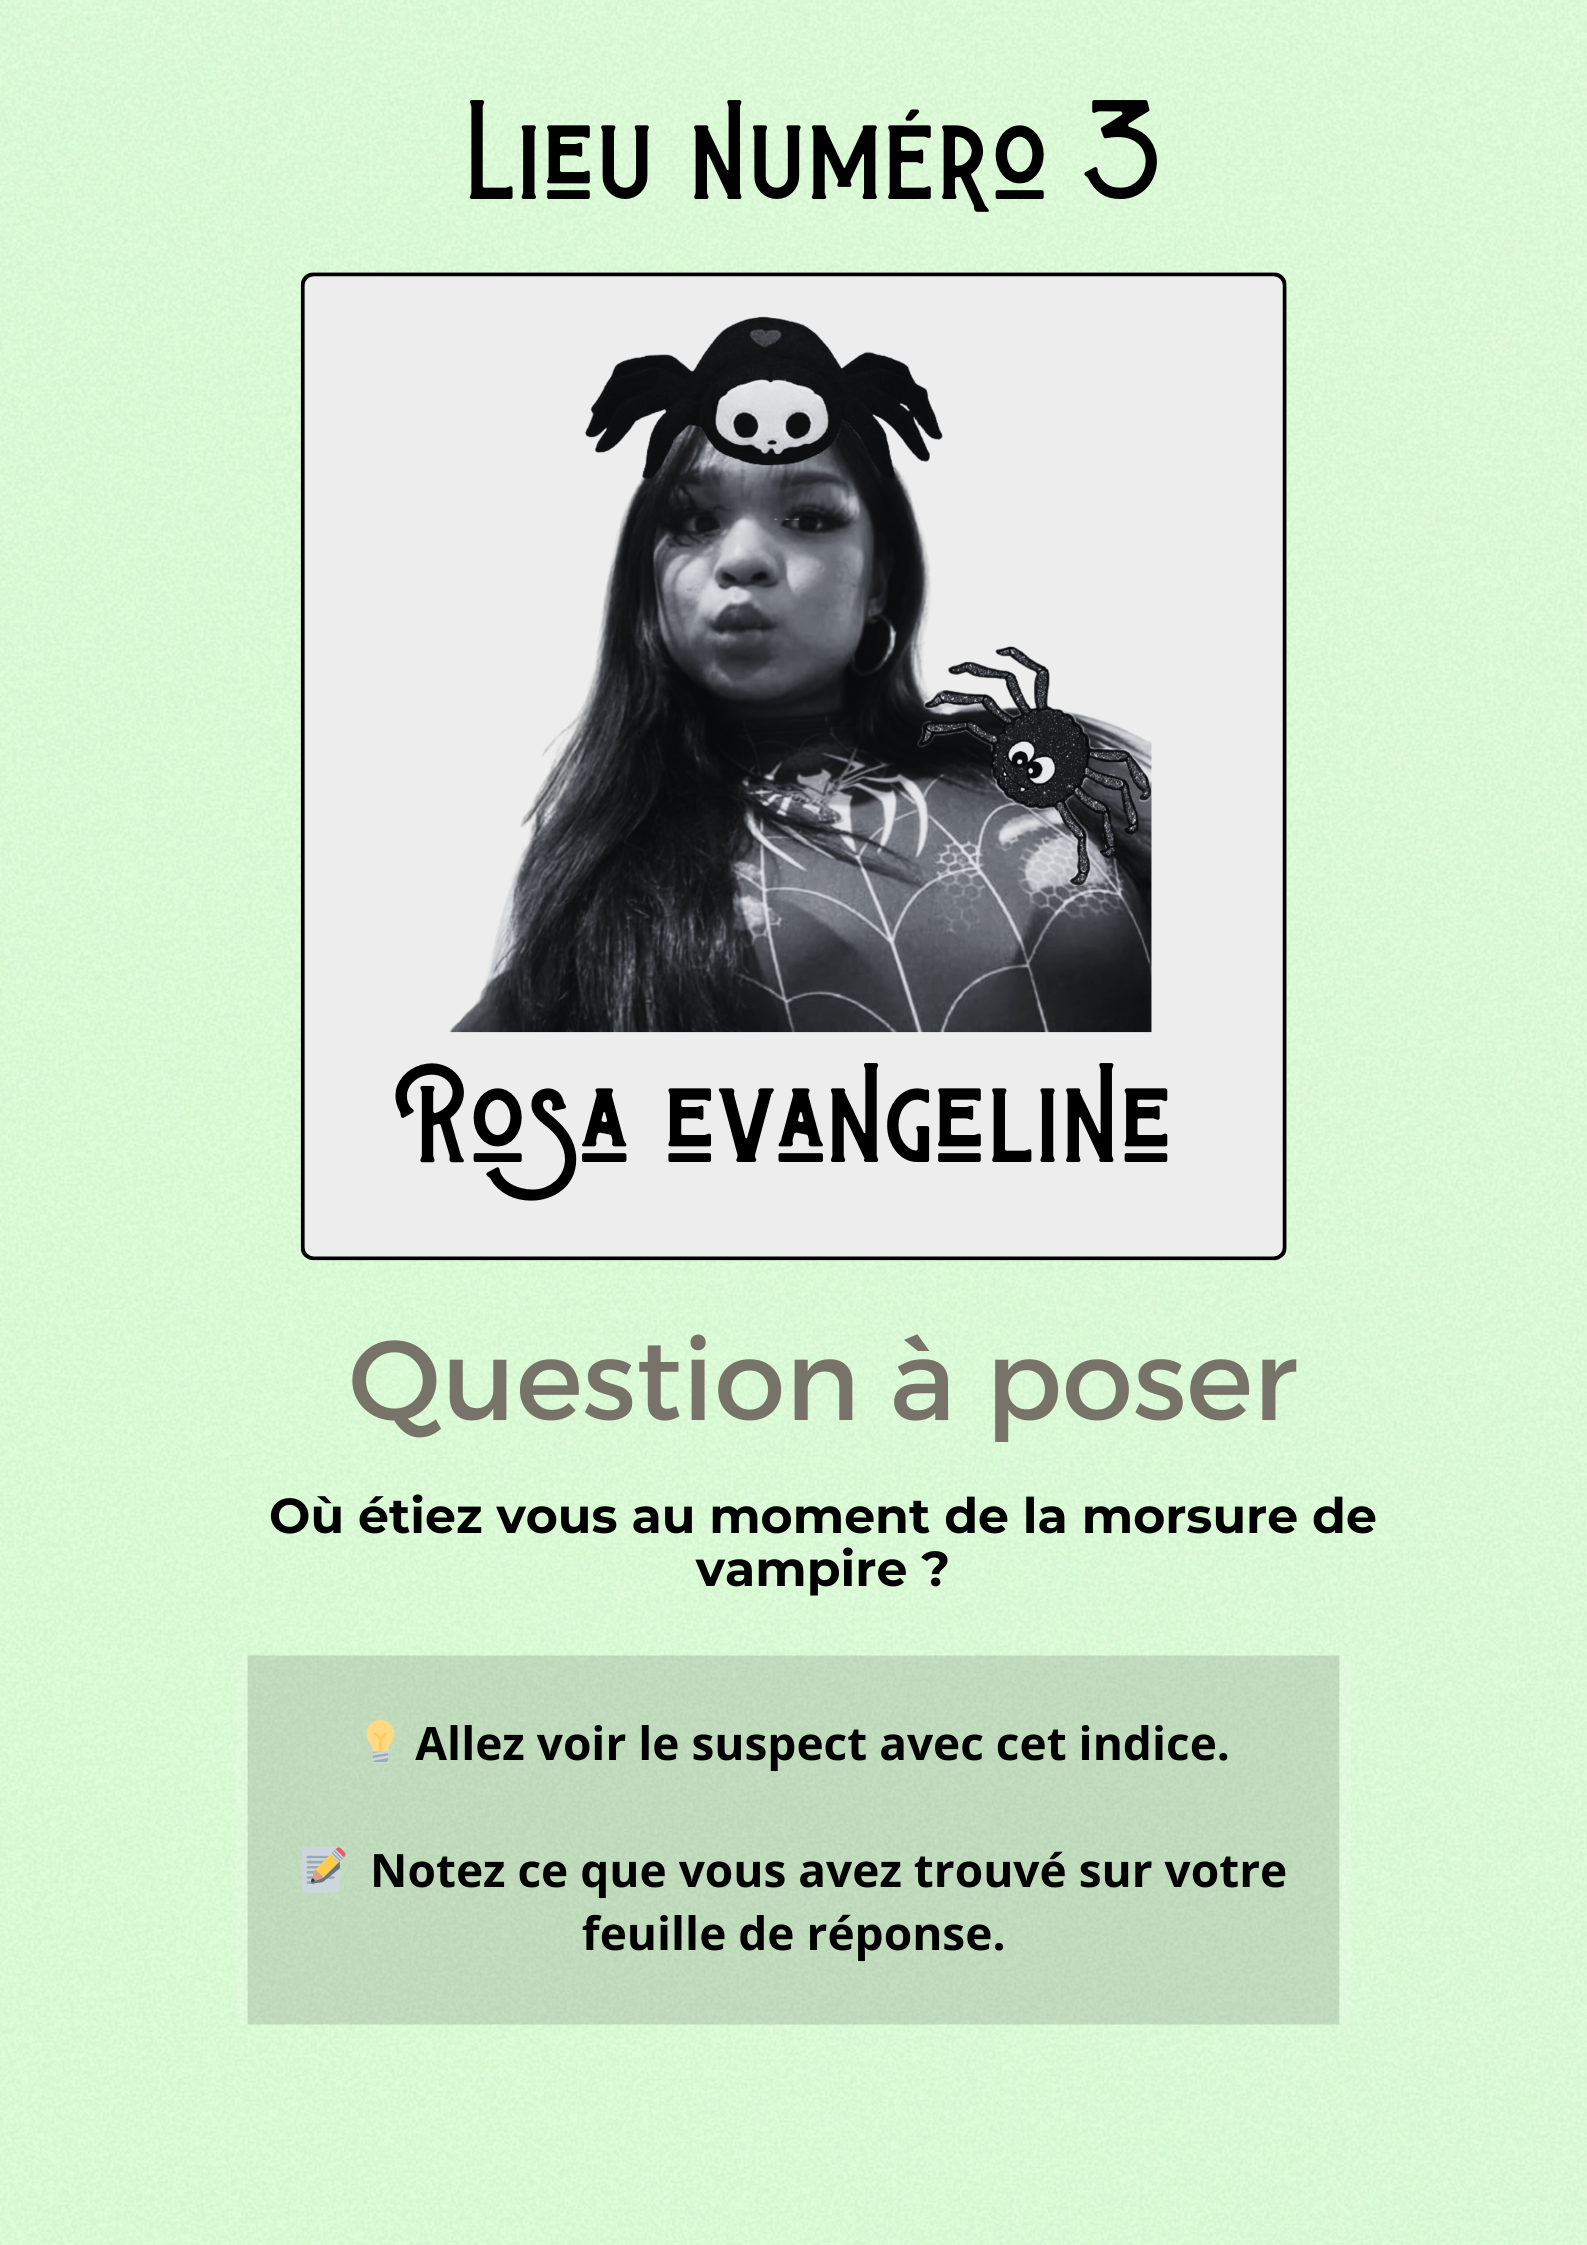 Lieu numéro 3
Rosa evangeline
Question à poser
Où étiez vous au moment de la morsure de
vampire ?
💡 Allez voir le suspect avec cet indice.
📝 Notez ce que vous avez trouvé sur votre
feuille de réponse.